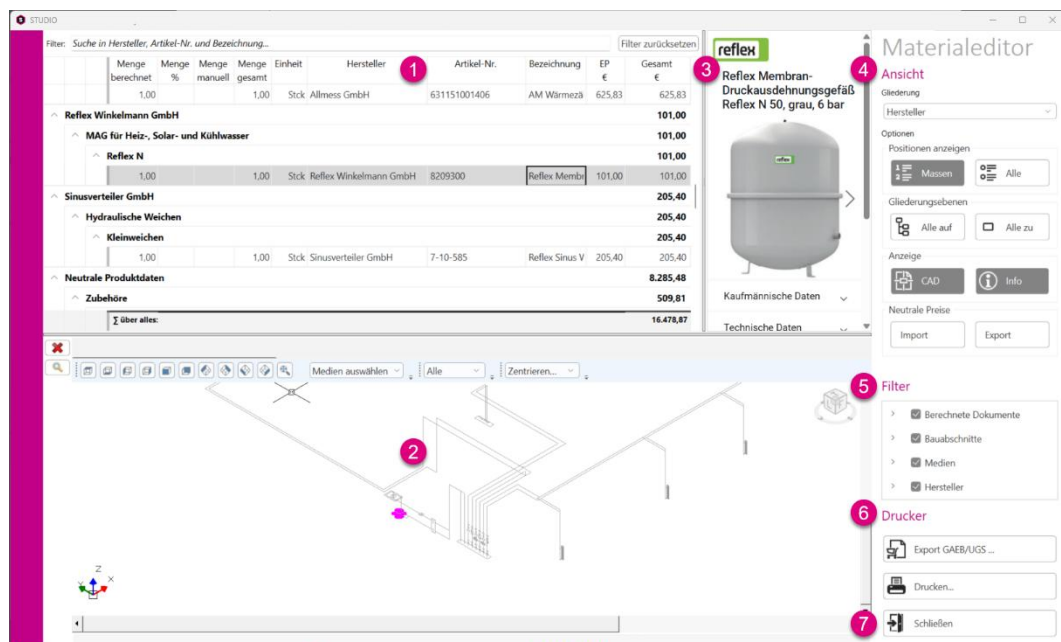 STUDIO
Filter: Suche in Hersteller, Artikel-Nr. und Bezeichnung... Filter zurücksetzen
Menge berechnet Menge % Menge manuell Menge gesamt Einheit Hersteller 1 Artikel-Nr. Bezeichnung EP € Gesamt €
1,00 1,00 Stck Allmess GmbH 631151001406 AM Wärmezä 625,83 625,83
Reflex Winkelmann GmbH 101,00
MAG für Heiz-, Solar- und Kühlwasser 101,00
Reflex N 101,00
1,00 1,00 Stck Reflex Winkelmann GmbH 8209300 Reflex Membr 101,00 101,00
Sinusverteiler GmbH 205,40
Hydraulische Weichen 205,40
Kleinweichen 205,40
1,00 1,00 Stck Sinusverteiler GmbH 7-10-585 Reflex Sinus V 205,40 205,40
Neutrale Produktdaten 8.285,48
Zubehöre 509,81
∑ über alles: 16.478,87
reflex
3
Reflex Membran-
Druckausdehnungsgefäß
Reflex N 50, grau, 6 bar
reflex
Kaufmännische Daten
Technische Daten
Medien auswählen Alle Zentrieren...
2
Z
Y X
Materialeditor
4 Ansicht
Gliederung
Hersteller
Optionen
Positionen anzeigen
Massen Alle
Gliederungsebenen
Alle auf Alle zu
Anzeige
CAD Info
Neutrale Preise
Import Export
5 Filter
Berechnete Dokumente
Bauabschnitte
Medien
Hersteller
6 Drucker
Export GAEB/UGS ...
Drucken...
7 Schließen